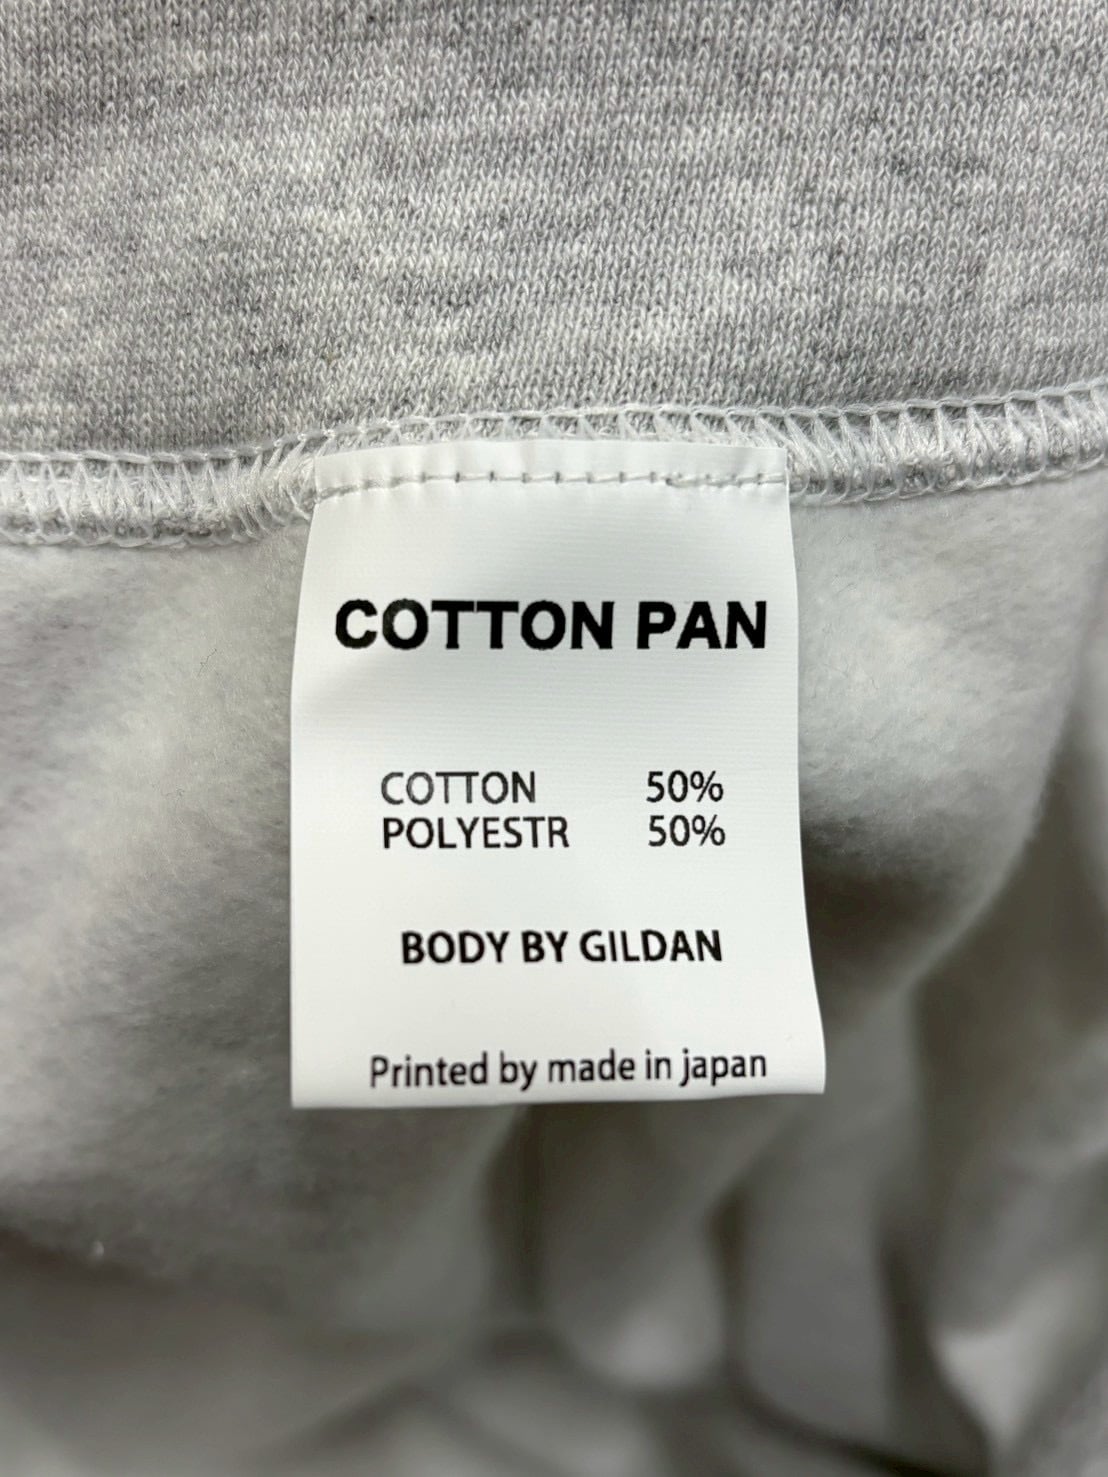 COTTON PAN
COTTON 50%
POLYESTR 50%
BODY BY GILDAN
Printed by made in japan